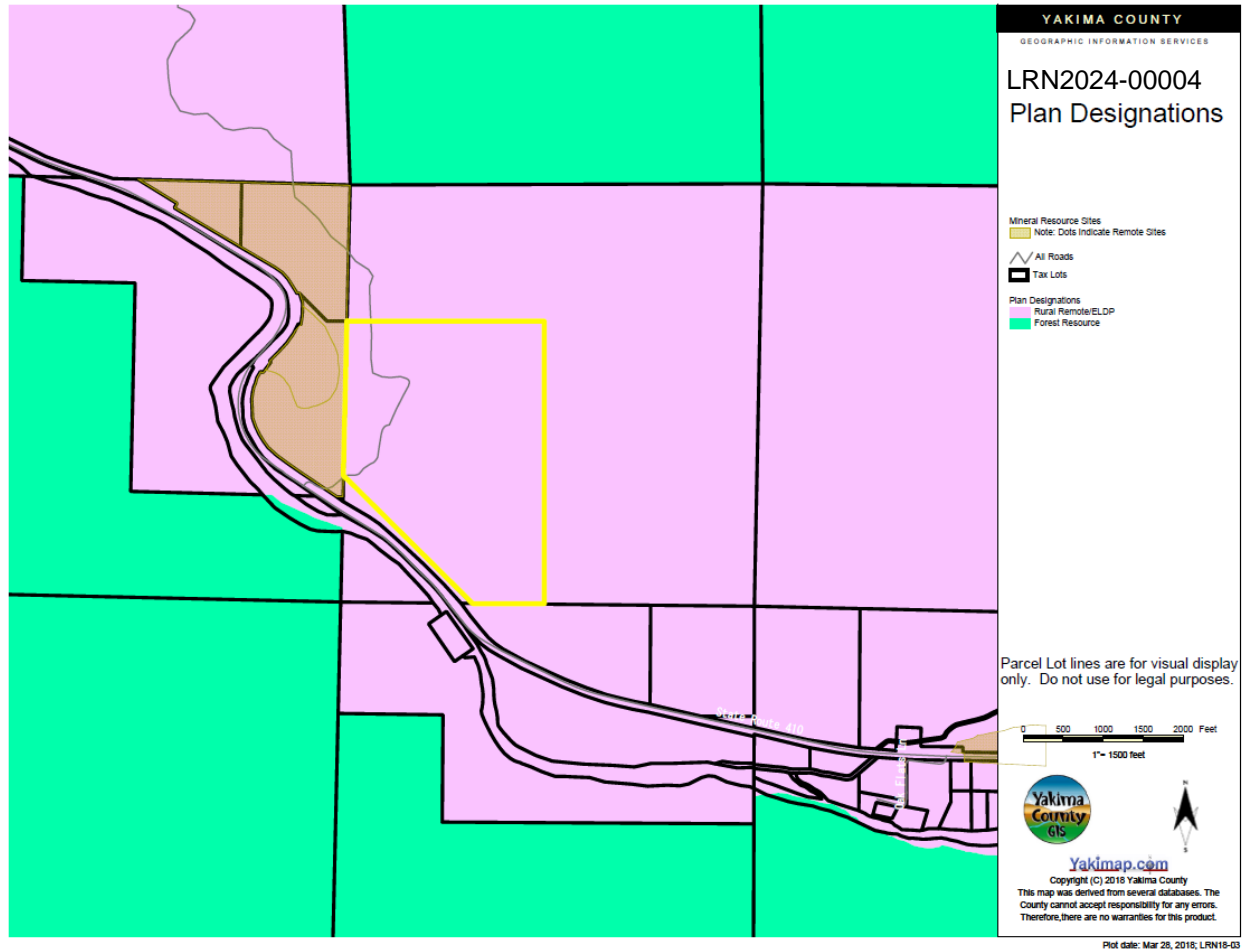 YAKIMA COUNTY
GEOGRAPHIC INFORMATION SERVICES
LRN2024-00004
Plan Designations
Mineral Resource Sites
Note: Dots Indicate Remote Sites
All Roads
Tax Lots
Plan Designations
Rural Remote/ELDP
Forest Resource
Parcel Lot lines are for visual display
only. Do not use for legal purposes.
0 500 1000 1500 2000 Feet
1"= 1500 feet
Yakima
County
GIS
N
S
Yakimap.com
Copyright (C) 2018 Yakima County
This map was derived from several databases. The
County cannot accept responsibility for any errors.
Therefore,there are no warranties for this product.
Plot date: Mar 28, 2018; LRN18-03
State Route 410